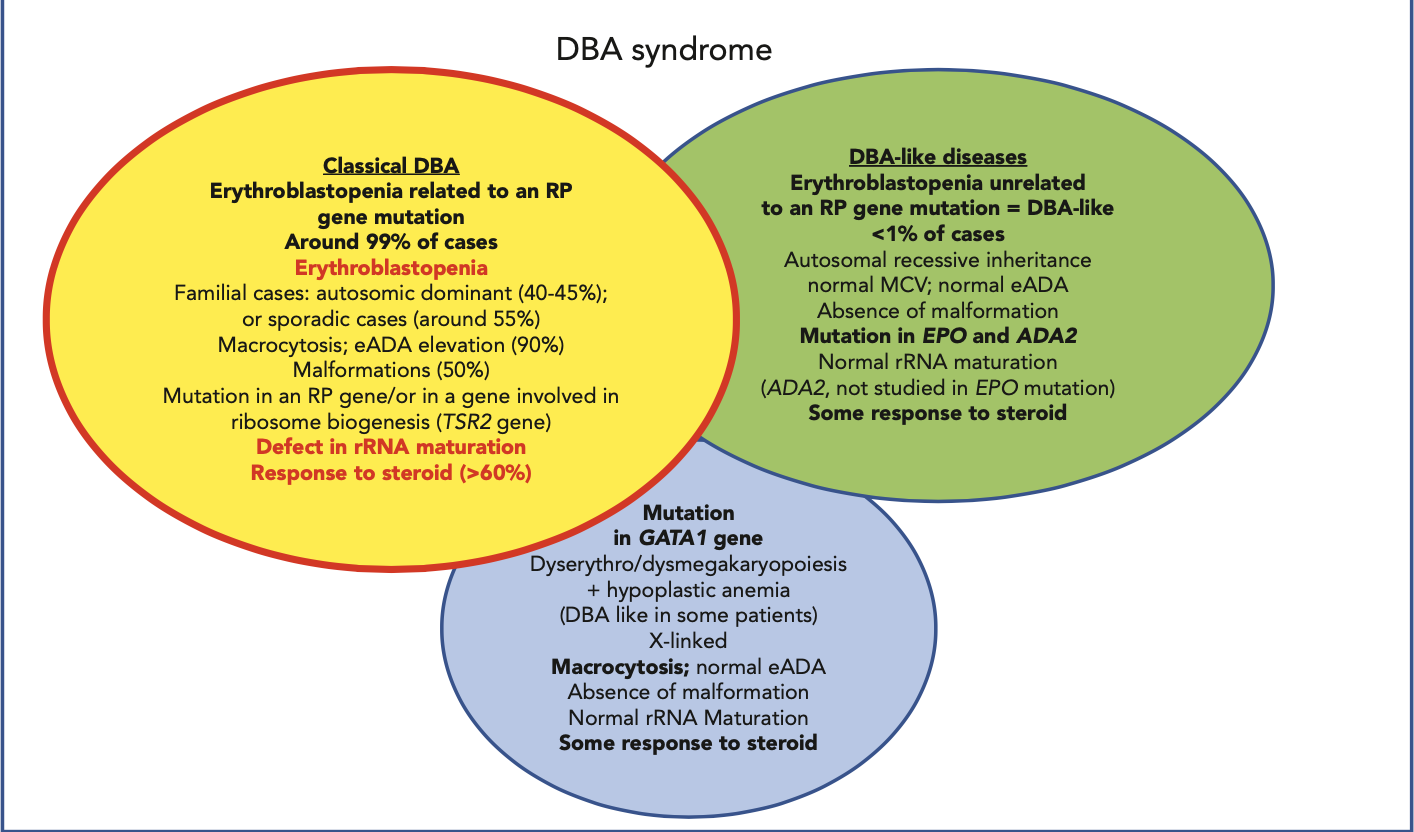 DBA syndrome
Classical DBA
Erythroblastopenia related to an RP
gene mutation
Around 99% of cases
Erythroblastopenia
Familial cases: autosomic dominant (40-45%);
or sporadic cases (around 55%)
Macrocytosis; eADA elevation (90%)
Malformations (50%)
Mutation in an RP gene/or in a gene involved in
ribosome biogenesis (TSR2 gene)
Defect in rRNA maturation
Response to steroid (>60%)
DBA-like diseases
Erythroblastopenia unrelated
to an RP gene mutation = DBA-like
<1% of cases
Autosomal recessive inheritance
normal MCV; normal eADA
Absence of malformation
Mutation in EPO and ADA2
Normal rRNA maturation
(ADA2, not studied in EPO mutation)
Some response to steroid
Mutation
in GATA1 gene
Dyserythro/dysmegakaryopoiesis
+ hypoplastic anemia
(DBA like in some patients)
X-linked
Macrocytosis; normal eADA
Absence of malformation
Normal rRNA Maturation
Some response to steroid